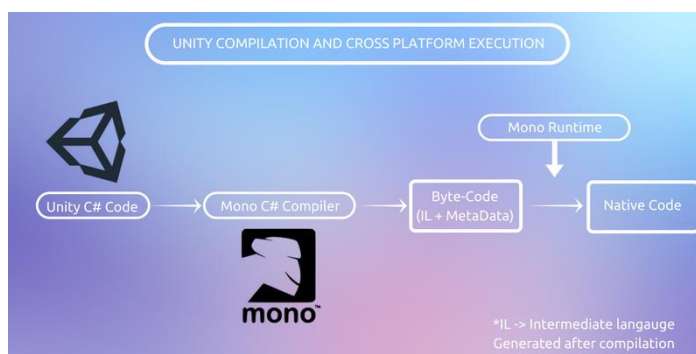 UNITY COMPILATION AND CROSS PLATFORM EXECUTION
Mono Runtime
Unity C# Code
Mono C# Compiler
Byte-Code
(IL + MetaData)
Native Code
mono™
*IL -> Intermediate langauge
Generated after compilation